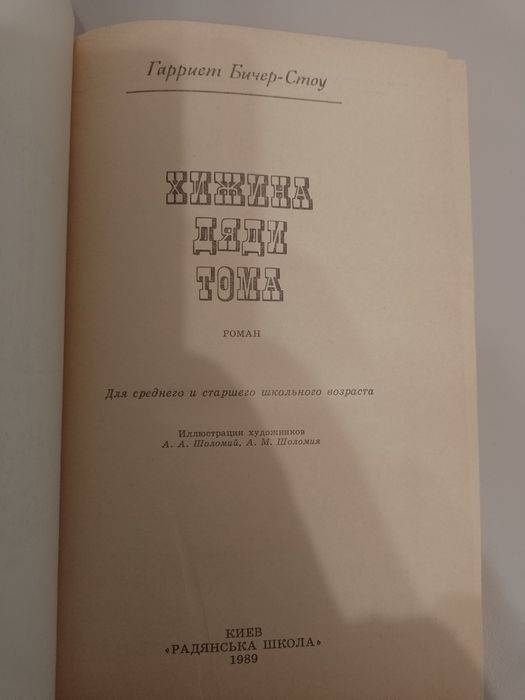 Гарриет Бичер-Стоу
ХИЖИНА
ДЯДИ
ТОМА
РОМАН
Для среднего и старшего школьного возраста
Иллюстрации художников
А. А. Шоломий, А. М. Шоломия
КИЕВ
«РАДЯНСЬКА ШКОЛА»
1989